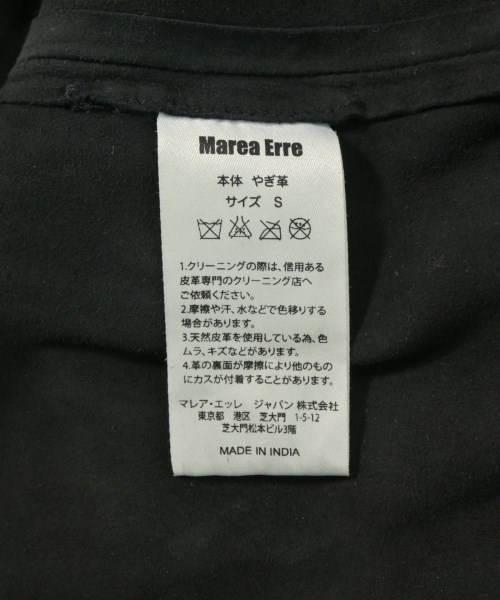 Marea Erre
本体 やぎ革
サイズ S
1.クリーニングの際は、信用ある
皮革専門のクリーニング店へ
ご依頼ください。
2.摩擦や汗、水などで色移りする
場合があります。
3.天然皮革を使用している為、色
ムラ、キズなどがあります。
4.革の裏面が摩擦により他のもの
にカスが付着することがあります。
マレア・エッレ ジャパン株式会社
東京都 港区 芝大門 1-5-12
芝大門松本ビル3階
MADE IN INDIA